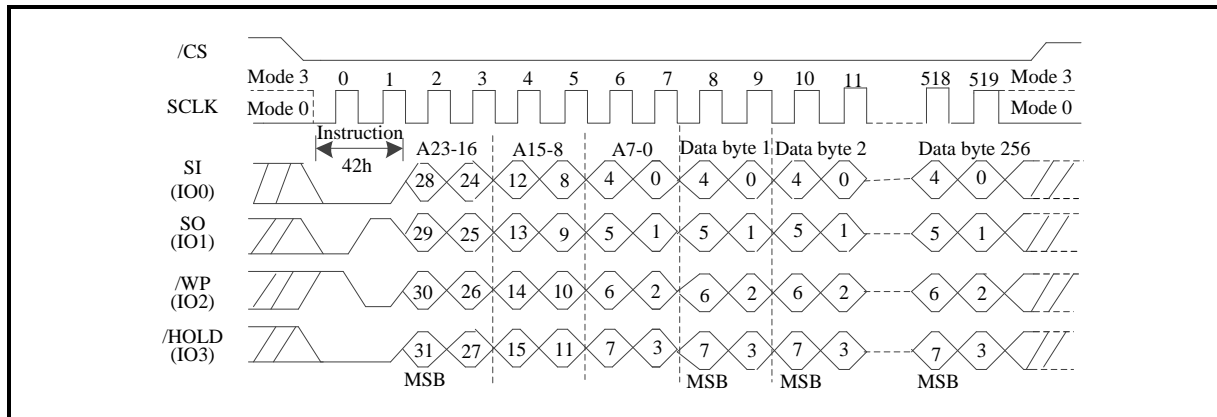 /CS
Mode 3 0 1 2 3 4 5 6 7 8 9 10 11 518 519 Mode 3
SCLK Mode 0 Mode 0
Instruction
42h
A23-16 A15-8 A7-0 Data byte 1 Data byte 2 Data byte 256
SI
(IO0) 28 24 12 8 4 0 4 0 4 0 4 0
SO
(IO1) 29 25 13 9 5 1 5 1 5 1 5 1
/WP
(IO2) 30 26 14 10 6 2 6 2 6 2 6 2
/HOLD
(IO3) 31 27 15 11 7 3 7 3 7 3 7 3
MSB MSB MSB MSB